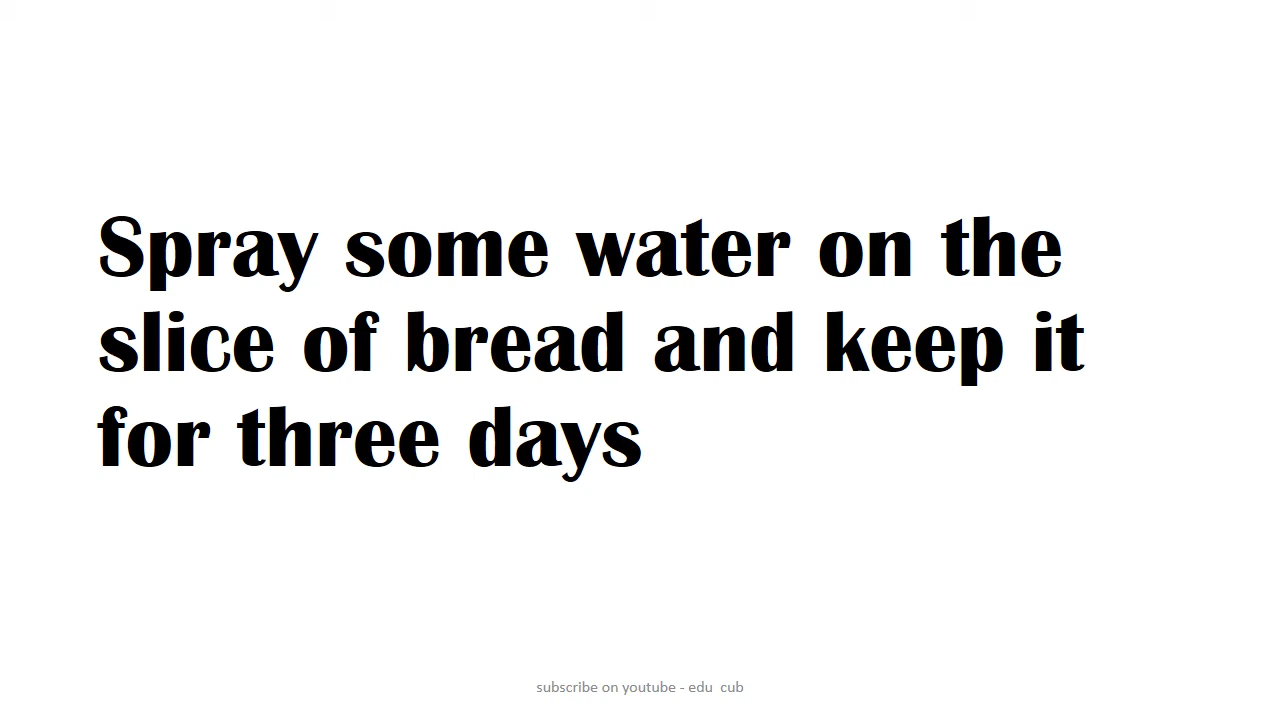 Spray some water on the
slice of bread and keep it
for three days
subscribe on youtube - edu  cub